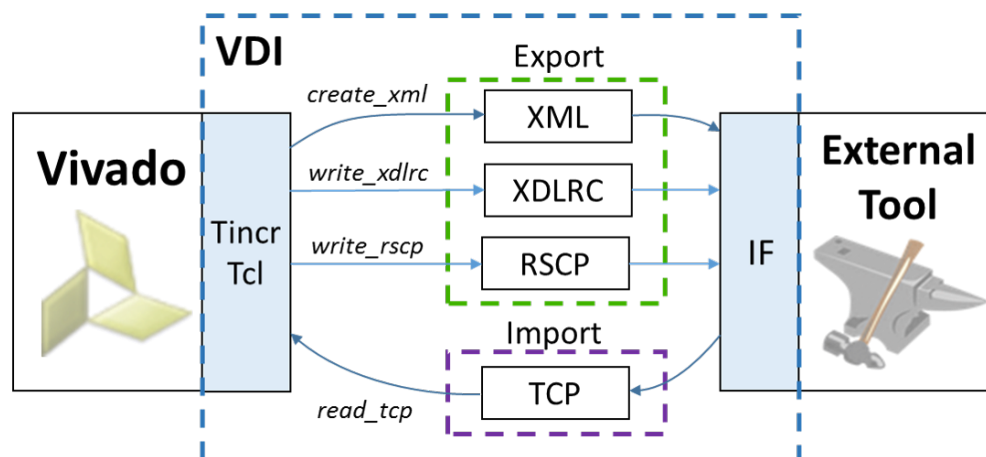 VDI
Export
create_xml
XML
Vivado
External
Tool
write_xdlrc
XDLRC
Tincr
Tcl
write_rscp
RSCP
IF
Import
TCP
read_tcp